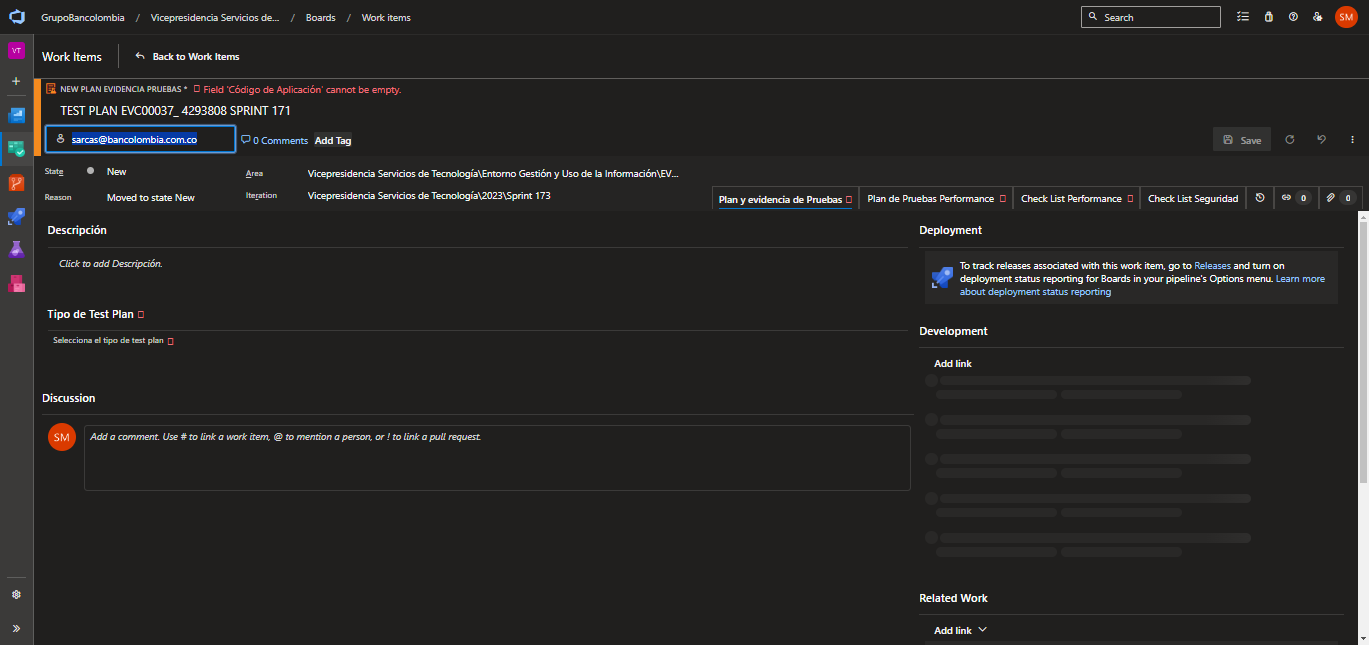 GrupoBancolombia / Vicepresidencia Servicios de... / Boards / Work items
Search
SM
VT
Work Items
Back to Work Items
NEW PLAN EVIDENCIA PRUEBAS * Field 'Código de Aplicación' cannot be empty.
TEST PLAN EVC00037_ 4293808 SPRINT 171
sarcas@bancolombia.com.co
0 Comments
Add Tag
Save
State
New
Area
Vicepresidencia Servicios de Tecnología\Entorno Gestión y Uso de la Información\EV...
Reason
Moved to state New
Iteration
Vicepresidencia Servicios de Tecnología\2023\Sprint 173
Plan y evidencia de Pruebas
Plan de Pruebas Performance
Check List Performance
Check List Seguridad
0
0
Descripción
Click to add Descripción.
Tipo de Test Plan
Selecciona el tipo de test plan
Discussion
SM
Add a comment. Use # to link a work item, @ to mention a person, or ! to link a pull request.
Deployment
To track releases associated with this work item, go to Releases and turn on
deployment status reporting for Boards in your pipeline's Options menu. Learn more
about deployment status reporting
Development
Add link
Related Work
Add link